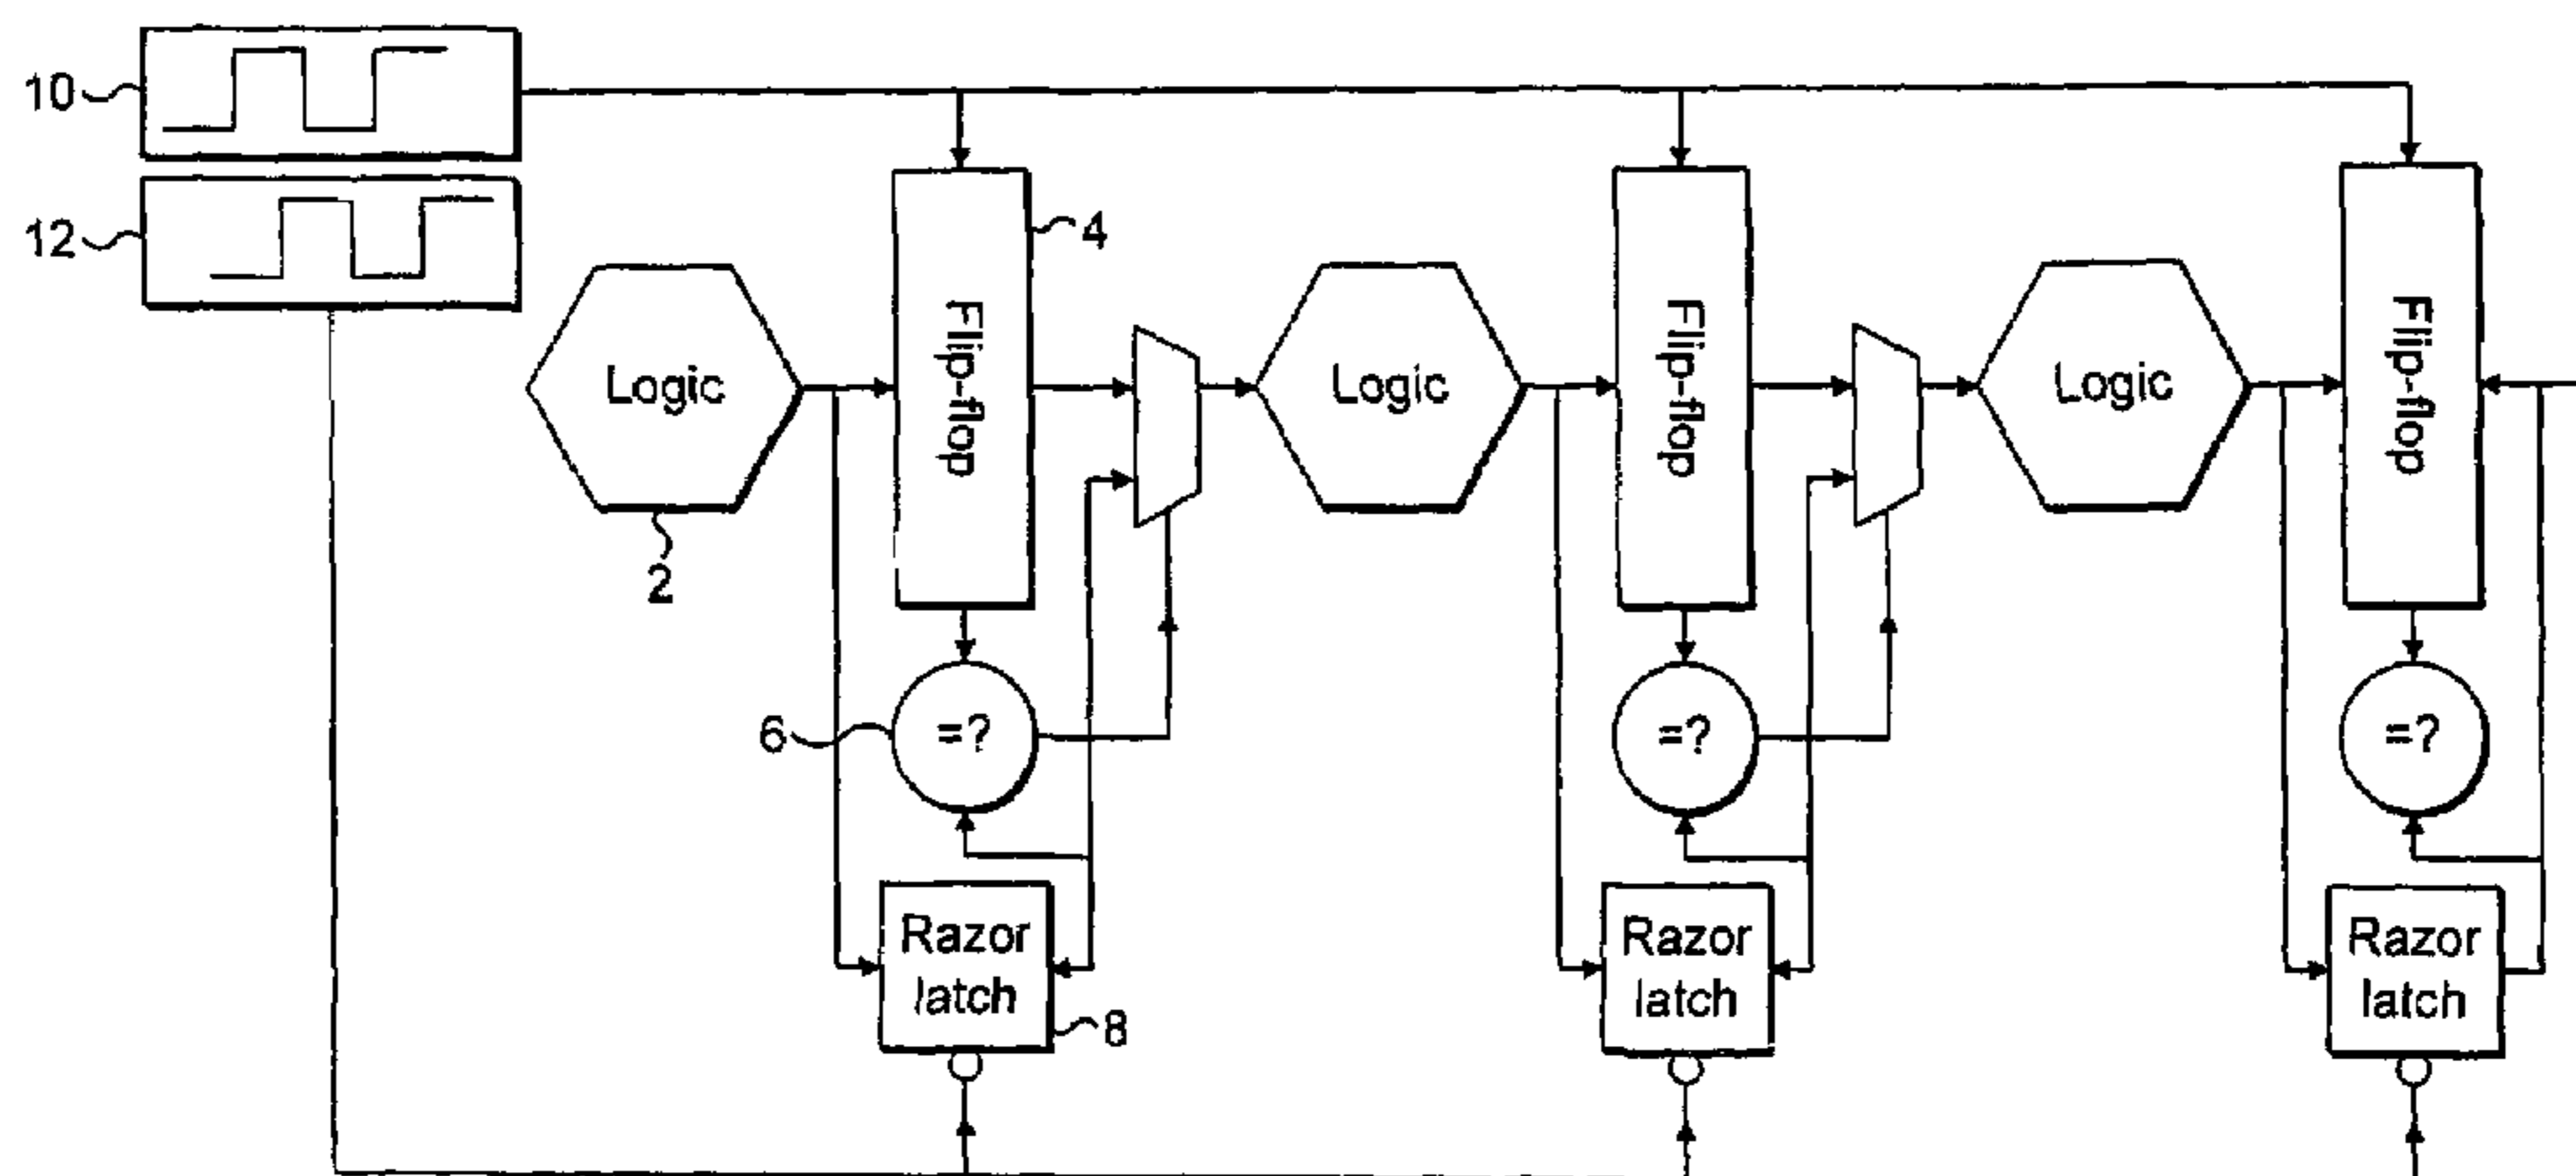 10
12
4
Flip-flop
Flip-flop
Flip-flop
Logic
Logic
Logic
2
6
=?
=?
=?
Razor
latch
Razor
latch
Razor
latch
8